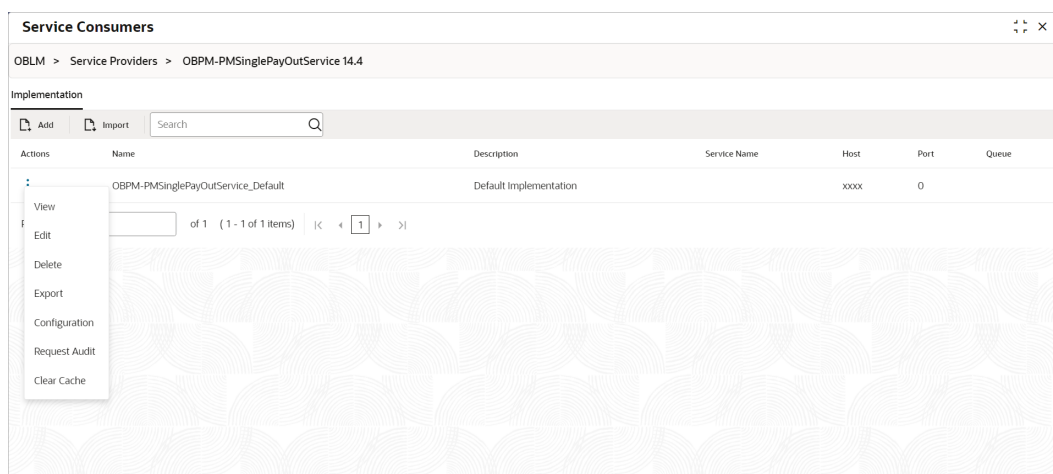 Service Consumers
OBLM > Service Providers > OBPM-PMSinglePayOutService 14.4
Implementation
Add Import Search
Actions Name Description Service Name Host Port Queue
OBPM-PMSinglePayOutService_Default Default Implementation xxxx 0
of 1 (1 - 1 of 1 items) 1
View
Edit
Delete
Export
Configuration
Request Audit
Clear Cache